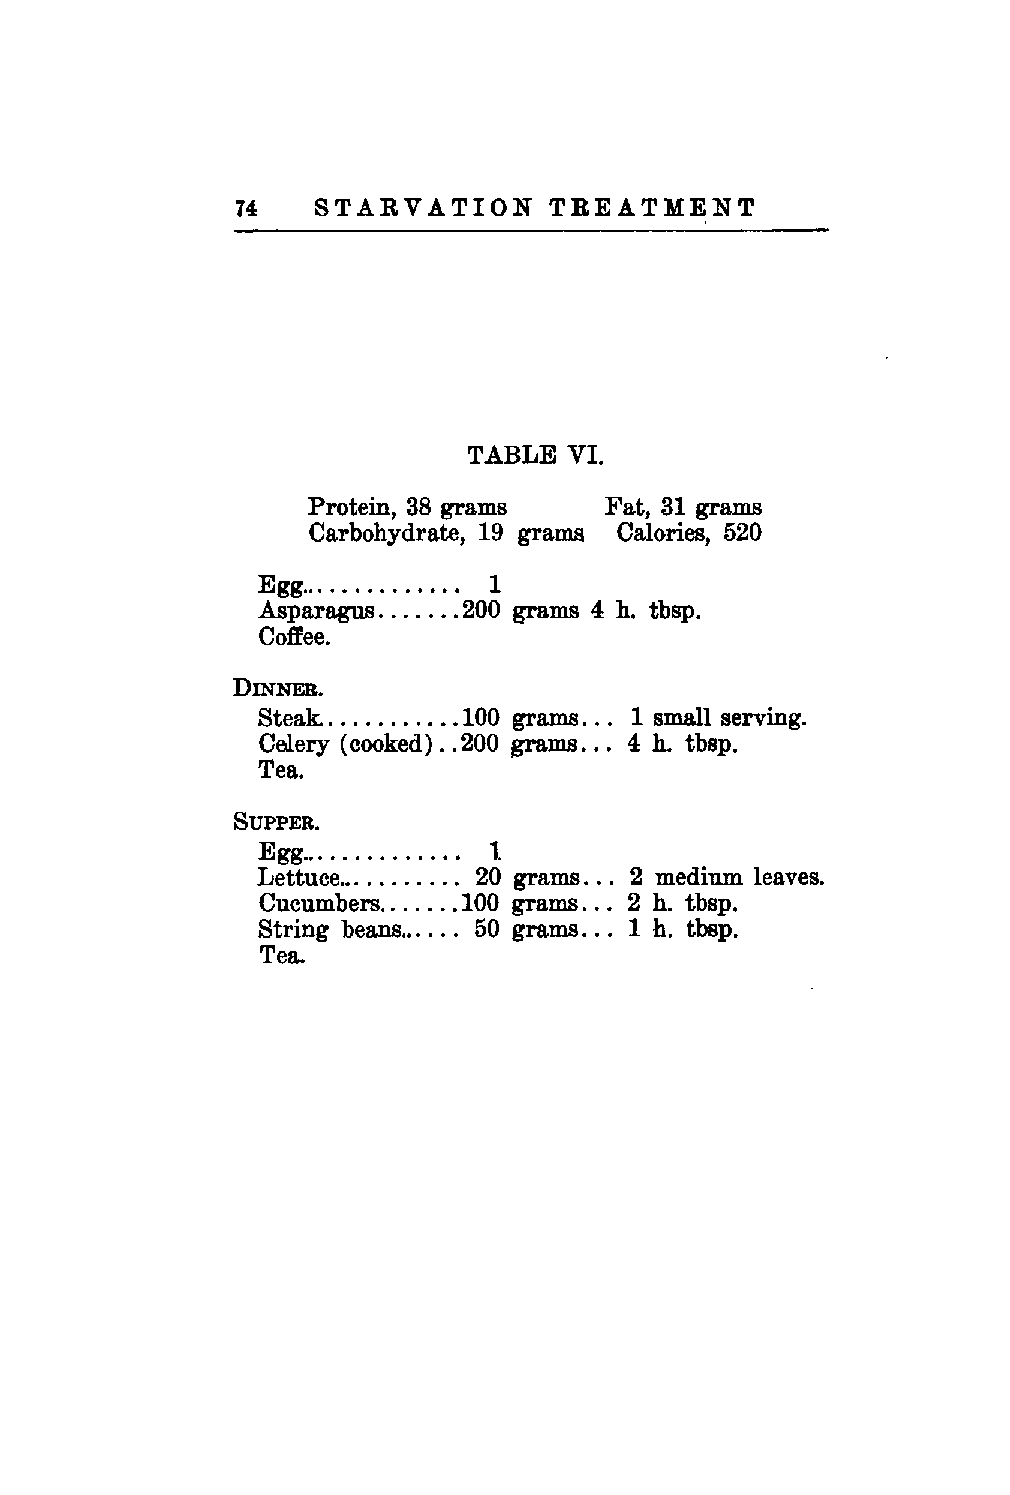 74 STARVATION TREATMENT
TABLE VI.
Protein, 38 grams Fat, 31 grams
Carbohydrate, 19 grams Calories, 520
Egg.............. 1
Asparagus.......200 grams 4 h. tbsp.
Coffee.
DINNER.
Steak............100 grams... 1 small serving.
Celery (cooked)..200 grams... 4 h. tbsp.
Tea.
SUPPER.
Egg.............. 1
Lettuce........... 20 grams... 2 medium leaves.
Cucumbers.......100 grams... 2 h. tbsp.
String beans...... 50 grams... 1 h. tbsp.
Tea.